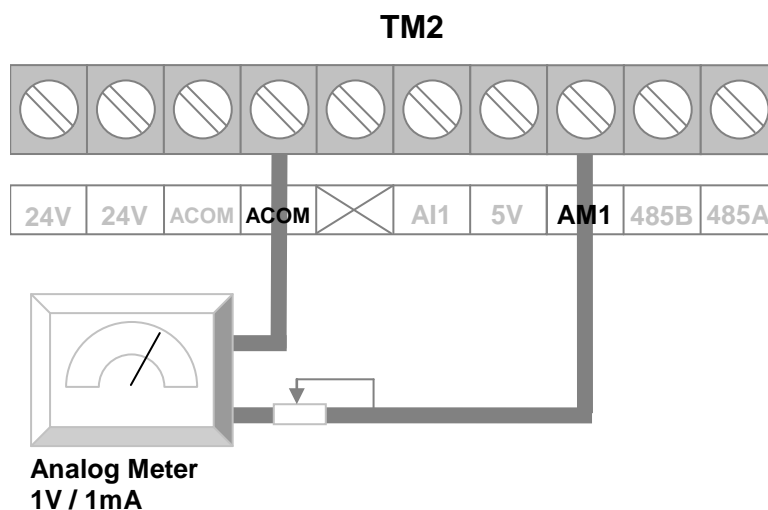 TM2
24V 24V ACOM ACOM AI1 5V AM1 485B 485A
Analog Meter
1V / 1mA